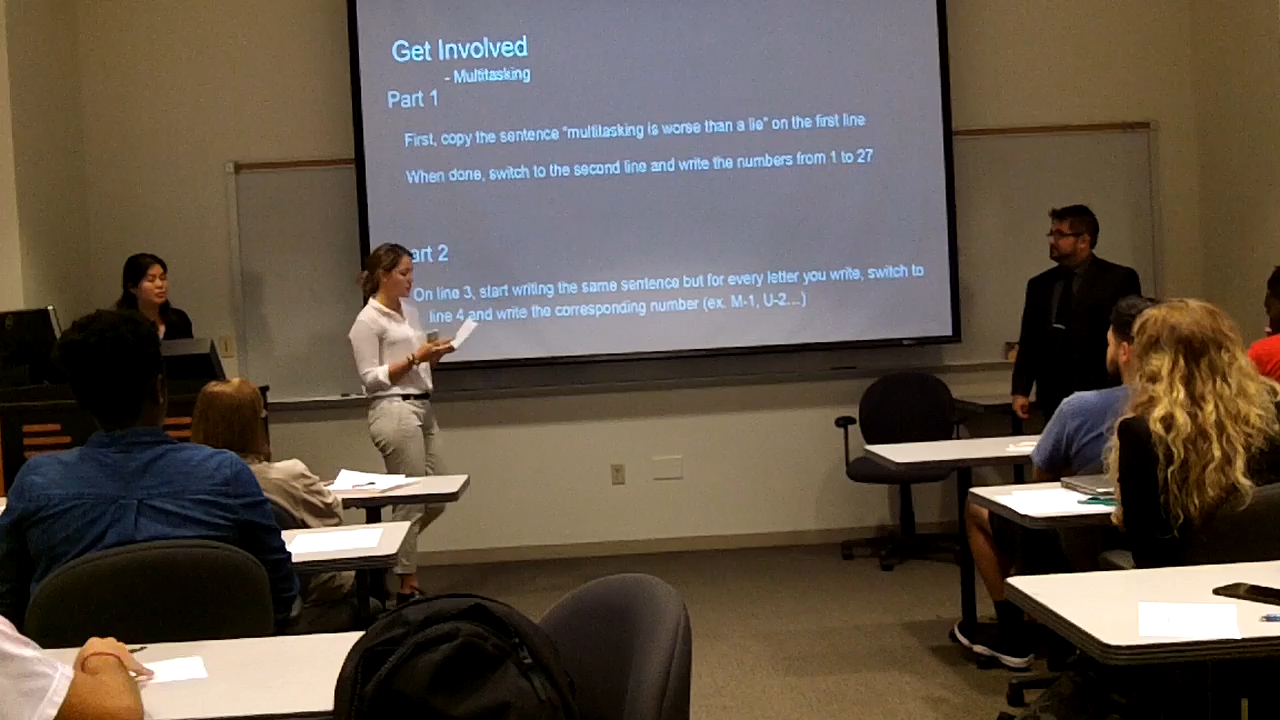 Get Involved
- Multitasking
Part 1
First, copy the sentence "multitasking is worse than a lie" on the first line
When done, switch to the second line and write the numbers from 1 to 27
art 2
On line 3, start writing the same sentence but for every letter you write, switch to
line 4 and write the corresponding number (ex. M-1, U-2...)